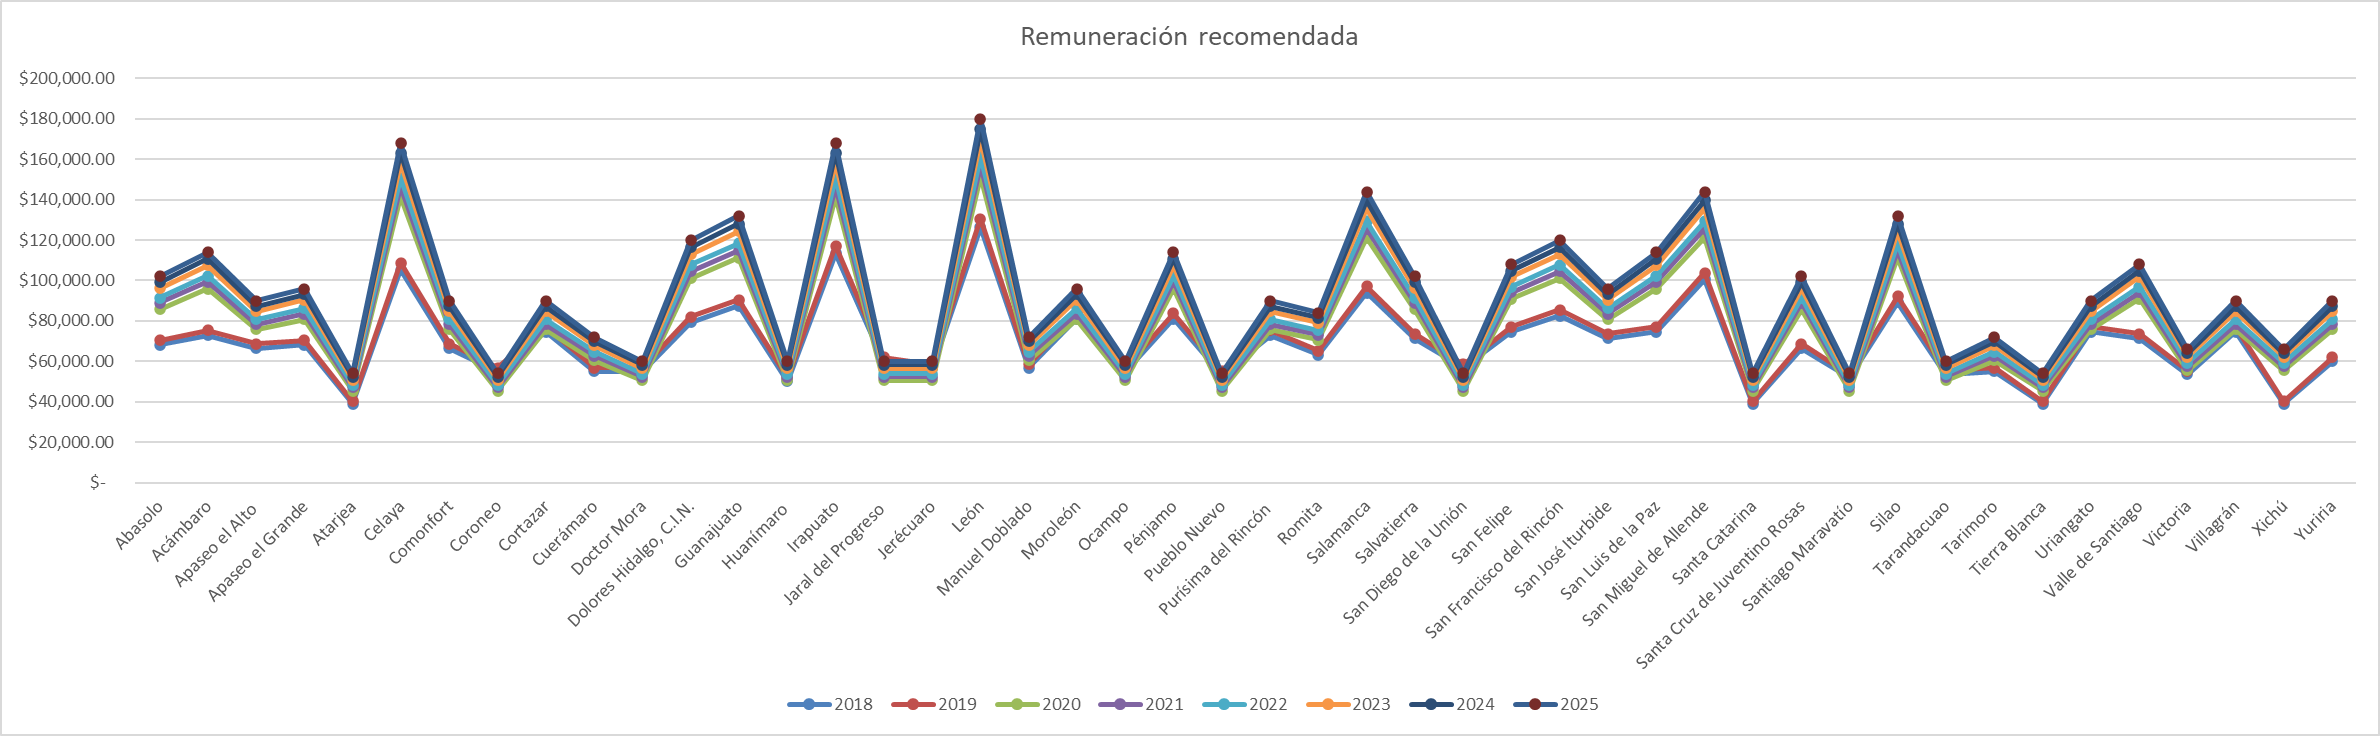 Remuneración recomendada
$200,000.00
$180,000.00
$160,000.00
$140,000.00
$120,000.00
$100,000.00
$80,000.00
$60,000.00
$40,000.00
$20,000.00
$-
Abasolo
Acámbaro
Apaseo el Alto
Apaseo el Grande
Atarjea
Celaya
Comonfort
Coroneo
Cortazar
Cuerámaro
Doctor Mora
Dolores Hidalgo, C.I.N.
Guanajuato
Huanímaro
Irapuato
Jaral del Progreso
Jerécuaro
León
Manuel Doblado
Moroleón
Ocampo
Pénjamo
Pueblo Nuevo
Purísima del Rincón
Romita
Salamanca
Salvatierra
San Diego de la Unión
San Felipe
San Francisco del Rincón
San José Iturbide
San Luis de la Paz
San Miguel de Allende
Santa Catarina
Santa Cruz de Juventino Rosas
Santiago Maravatío
Silao
Tarandacuao
Tarimoro
Tierra Blanca
Uriangato
Valle de Santiago
Victoria
Villagrán
Xichú
Yuriria
2018 2019 2020 2021 2022 2023 2024 2025